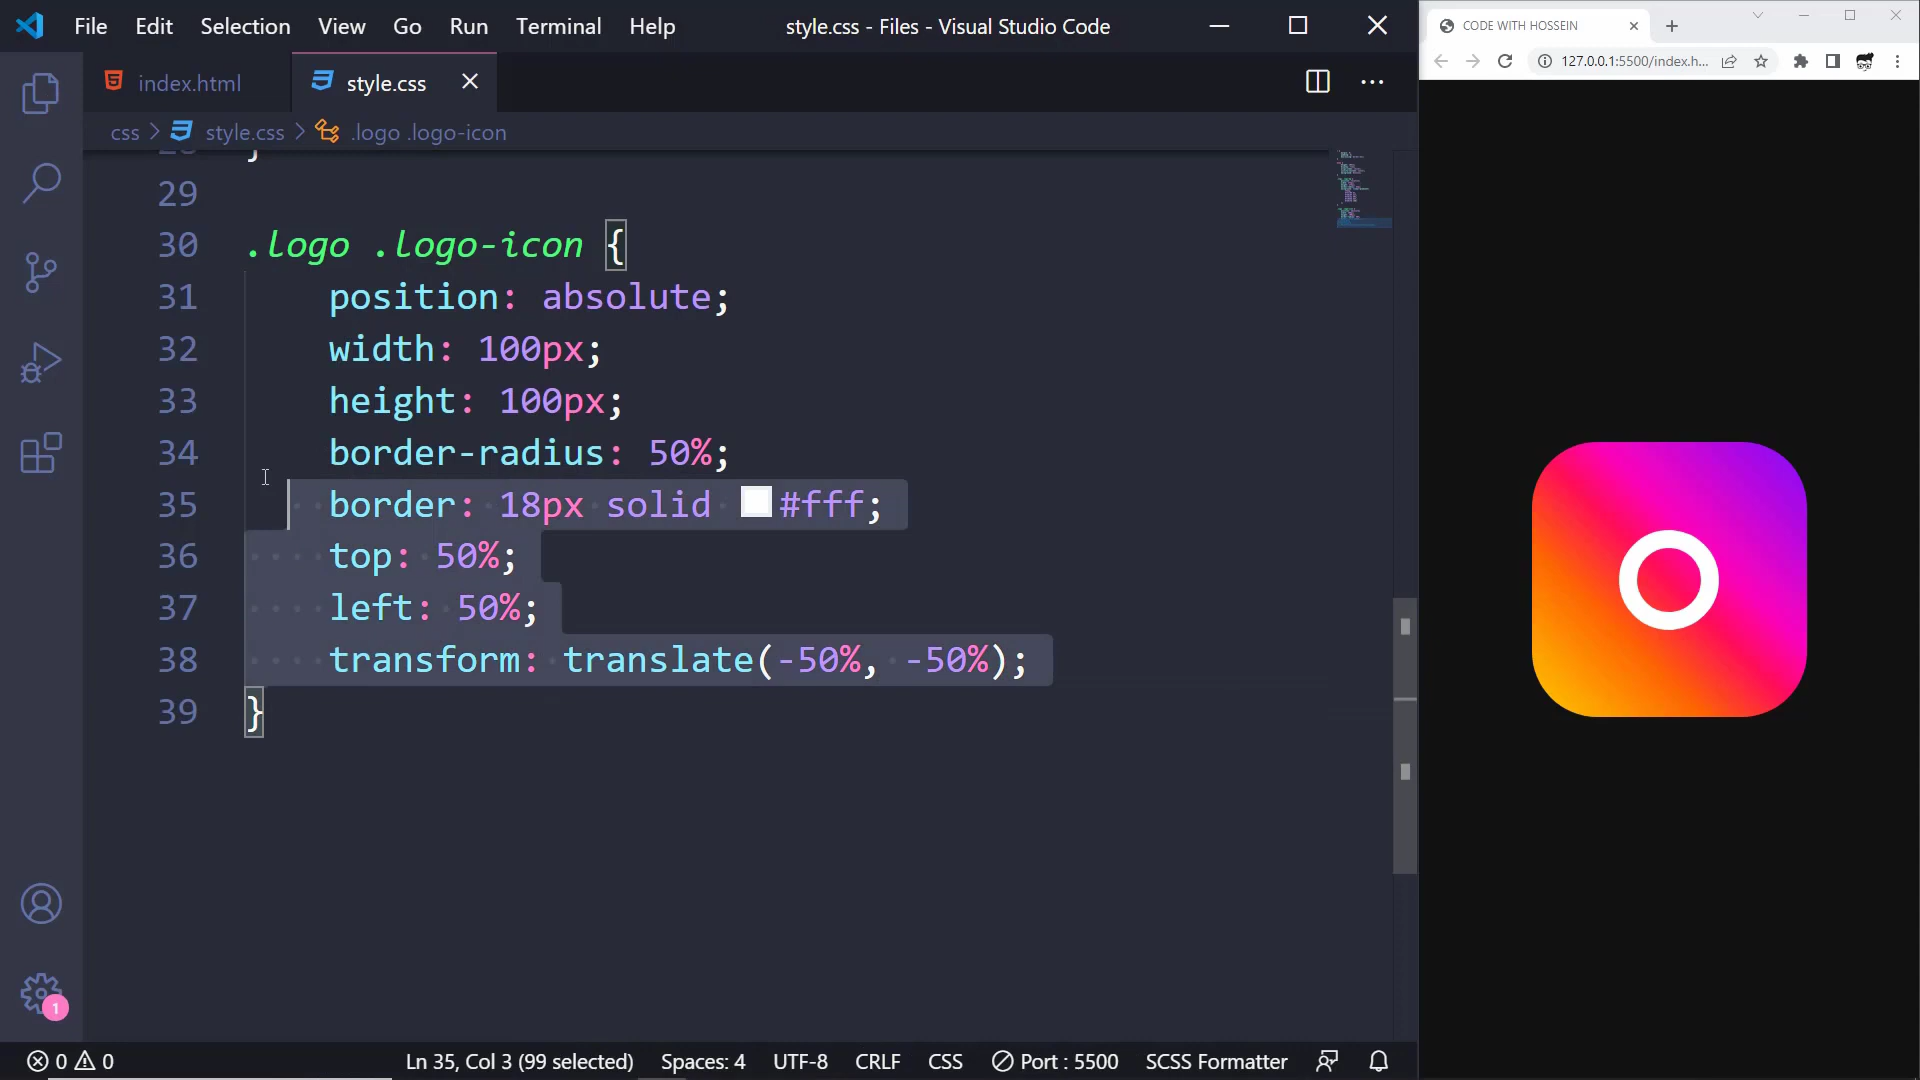 File Edit Selection View Go Run Terminal Help
style.css - Files - Visual Studio Code
index.html
style.css
css > style.css > .logo .logo-icon
29
30 .logo .logo-icon {
31 position: absolute;
32 width: 100px;
33 height: 100px;
34 border-radius: 50%;
35 border: 18px solid #fff;
36 top: 50%;
37 left: 50%;
38 transform: translate(-50%, -50%);
39 }
1
0 0
Ln 35, Col 3 (99 selected)
Spaces: 4
UTF-8
CRLF
CSS
Port : 5500
SCSS Formatter
CODE WITH HOSSEIN
127.0.0.1:5500/index.h...